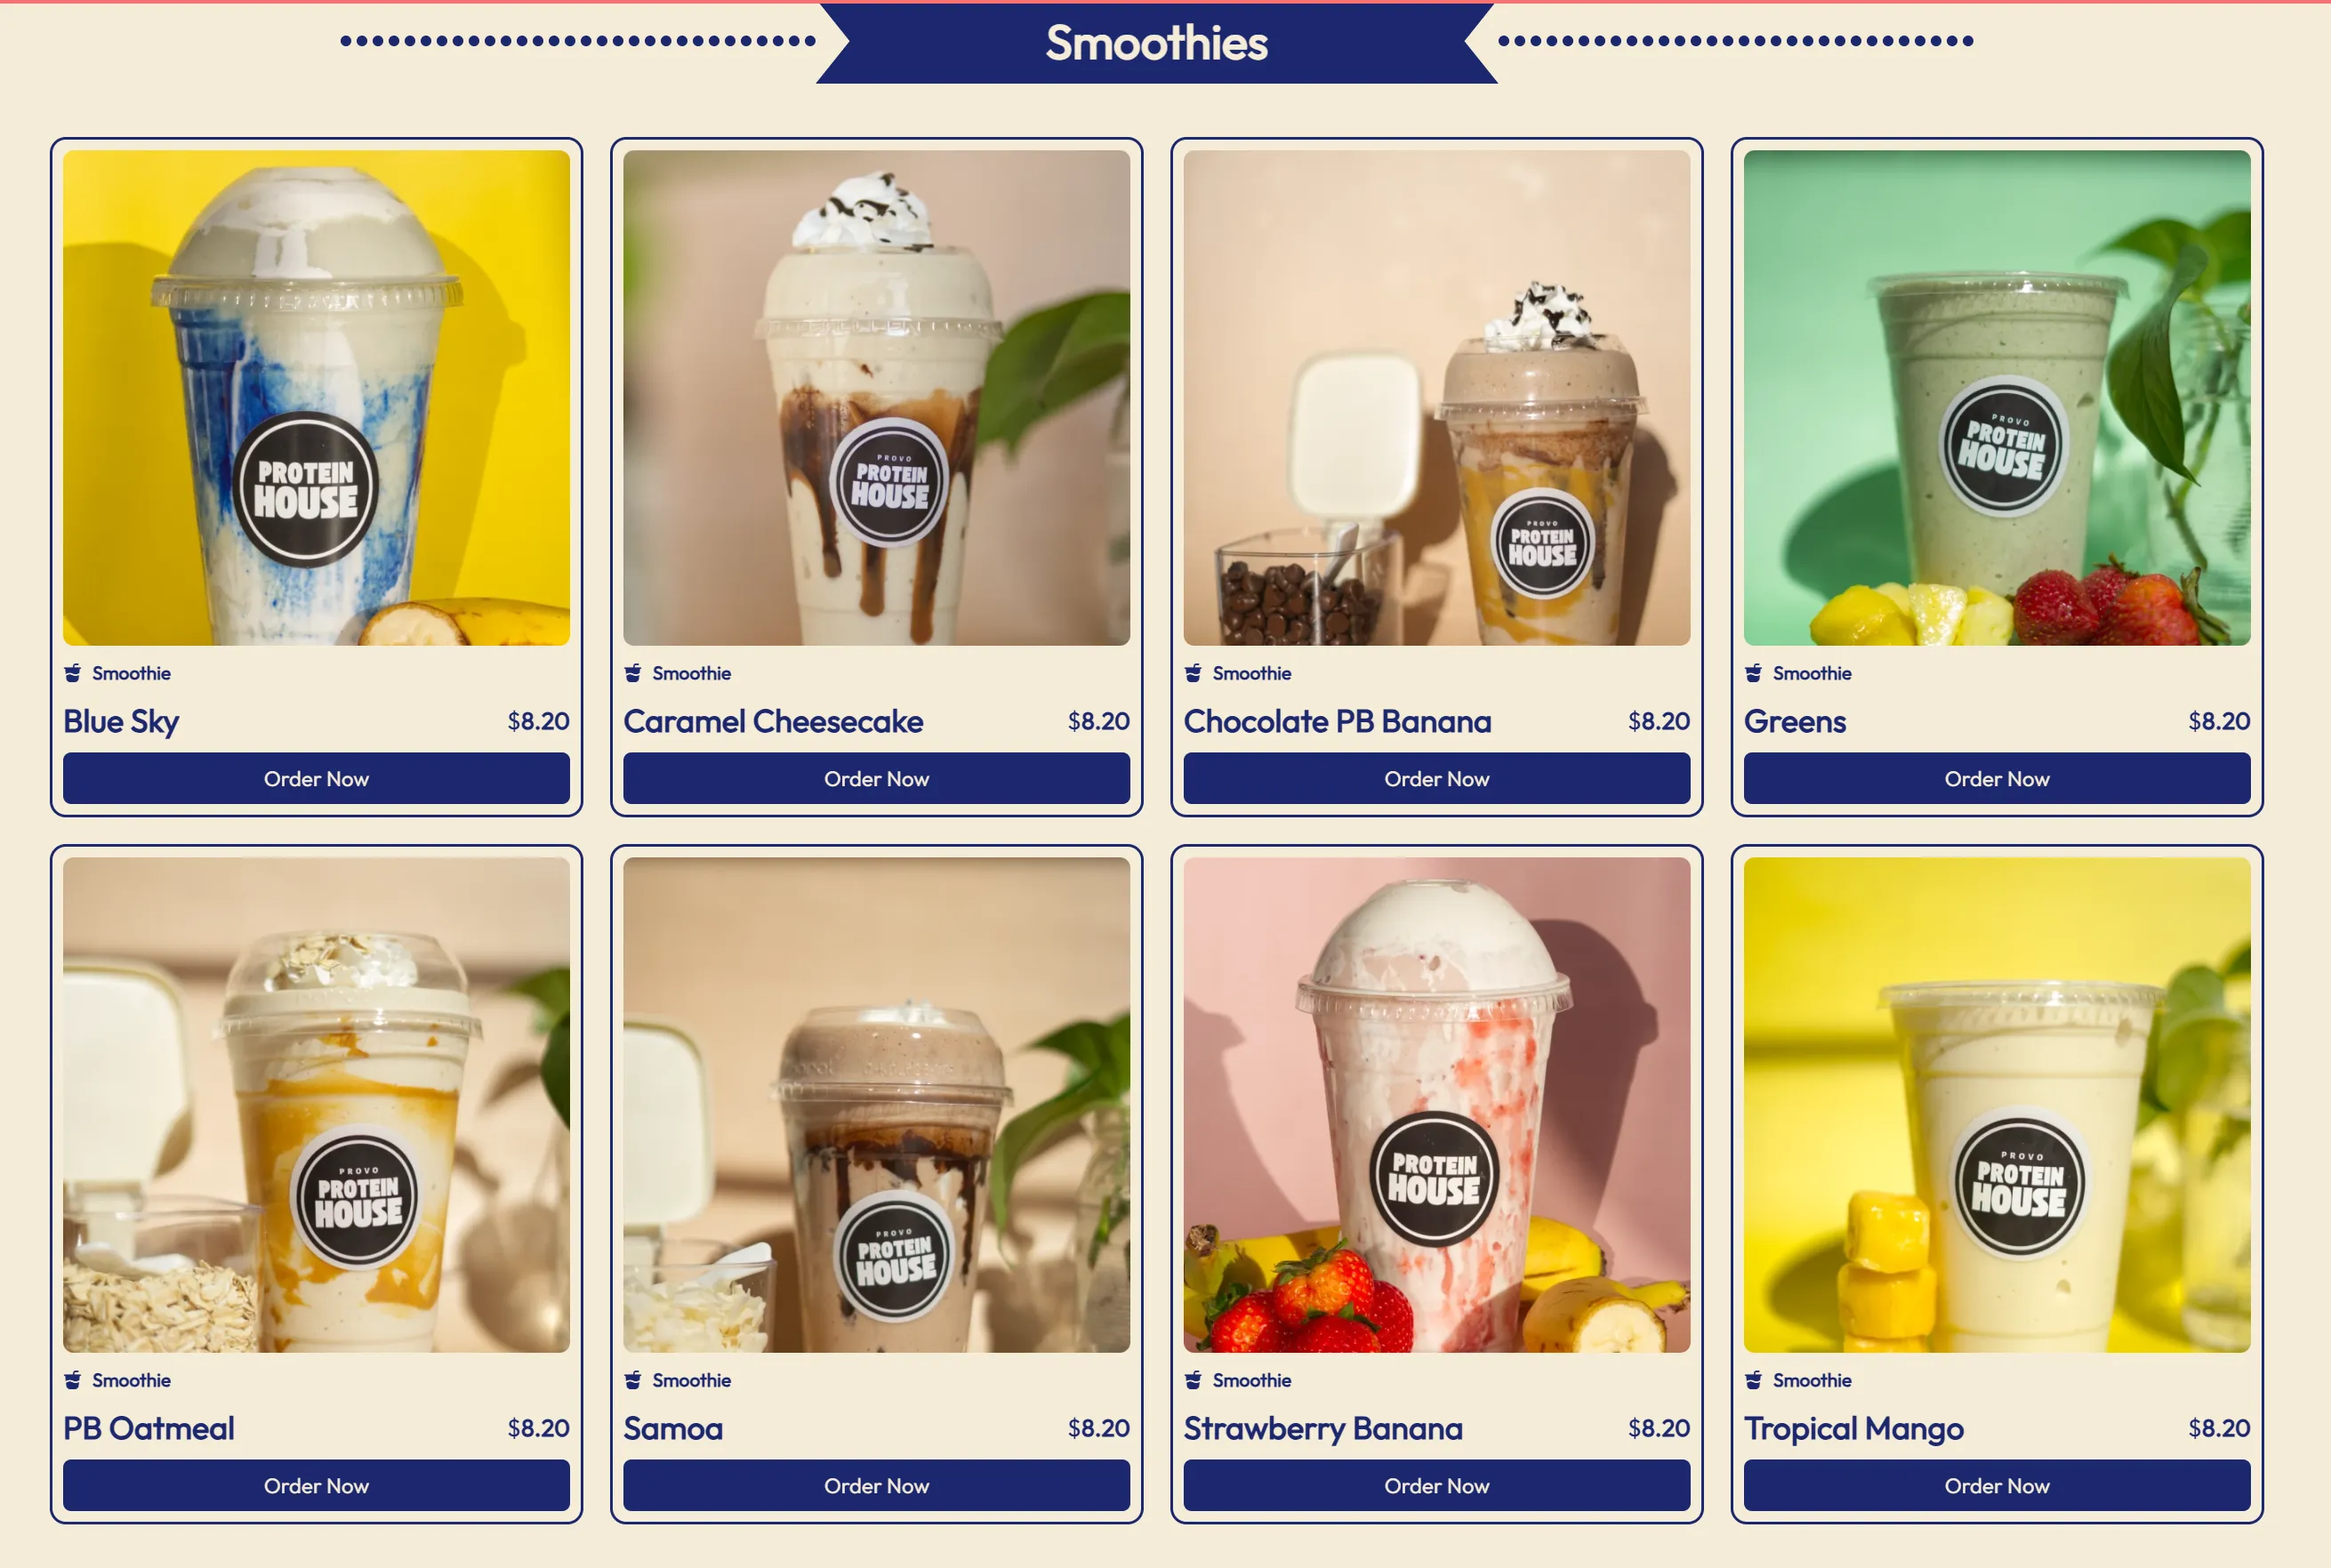 Smoothies
PROTEIN
HOUSE
Smoothie
Blue Sky $8.20
Order Now
PROVO
PROTEIN
HOUSE
Smoothie
Caramel Cheesecake $8.20
Order Now
PROVO
PROTEIN
HOUSE
Smoothie
Chocolate PB Banana $8.20
Order Now
PROVO
PROTEIN
HOUSE
Smoothie
Greens $8.20
Order Now
PROVO
PROTEIN
HOUSE
Smoothie
PB Oatmeal $8.20
Order Now
PROVO
PROTEIN
HOUSE
Smoothie
Samoa $8.20
Order Now
PROTEIN
HOUSE
Smoothie
Strawberry Banana $8.20
Order Now
PROVO
PROTEIN
HOUSE
Smoothie
Tropical Mango $8.20
Order Now